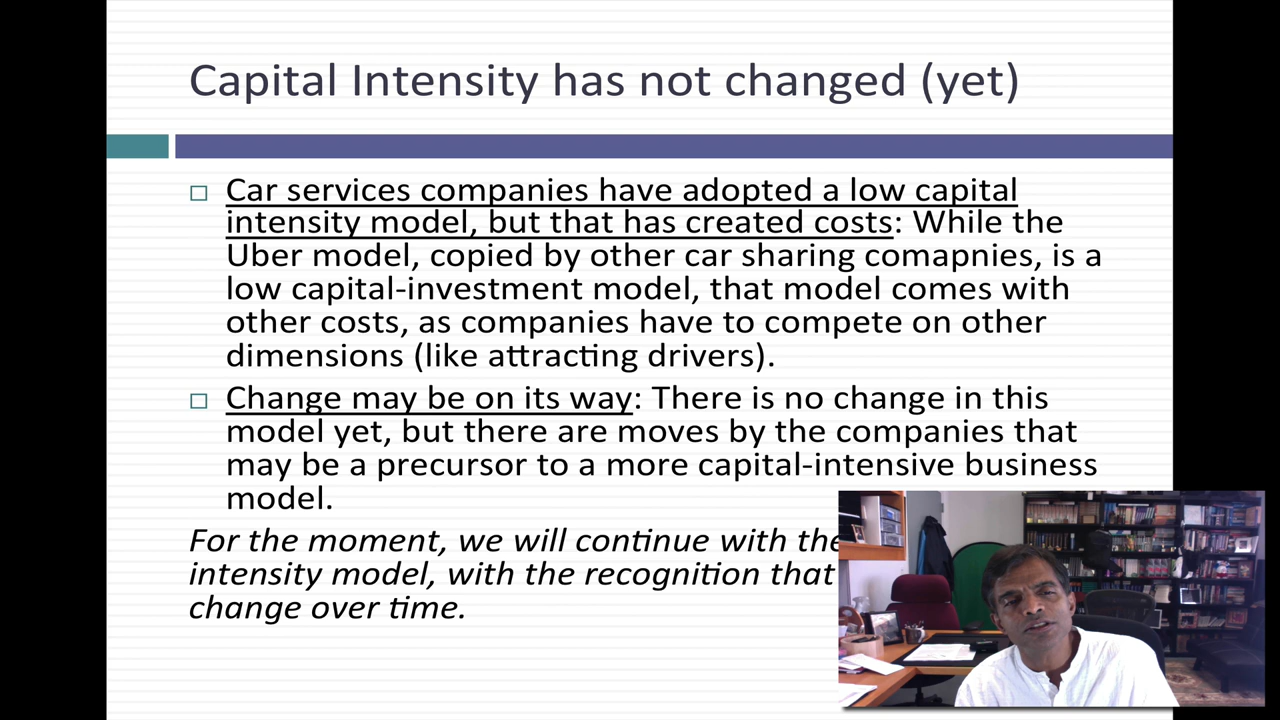 Capital Intensity has not changed (yet)
Car services companies have adopted a low capital
intensity model, but that has created costs: While the
Uber model, copied by other car sharing comapnies, is a
low capital-investment model, that model comes with
other costs, as companies have to compete on other
dimensions (like attracting drivers).
Change may be on its way: There is no change in this
model yet, but there are moves by the companies that
may be a precursor to a more capital-intensive business
model.
For the moment, we will continue with the
intensity model, with the recognition that
change over time.